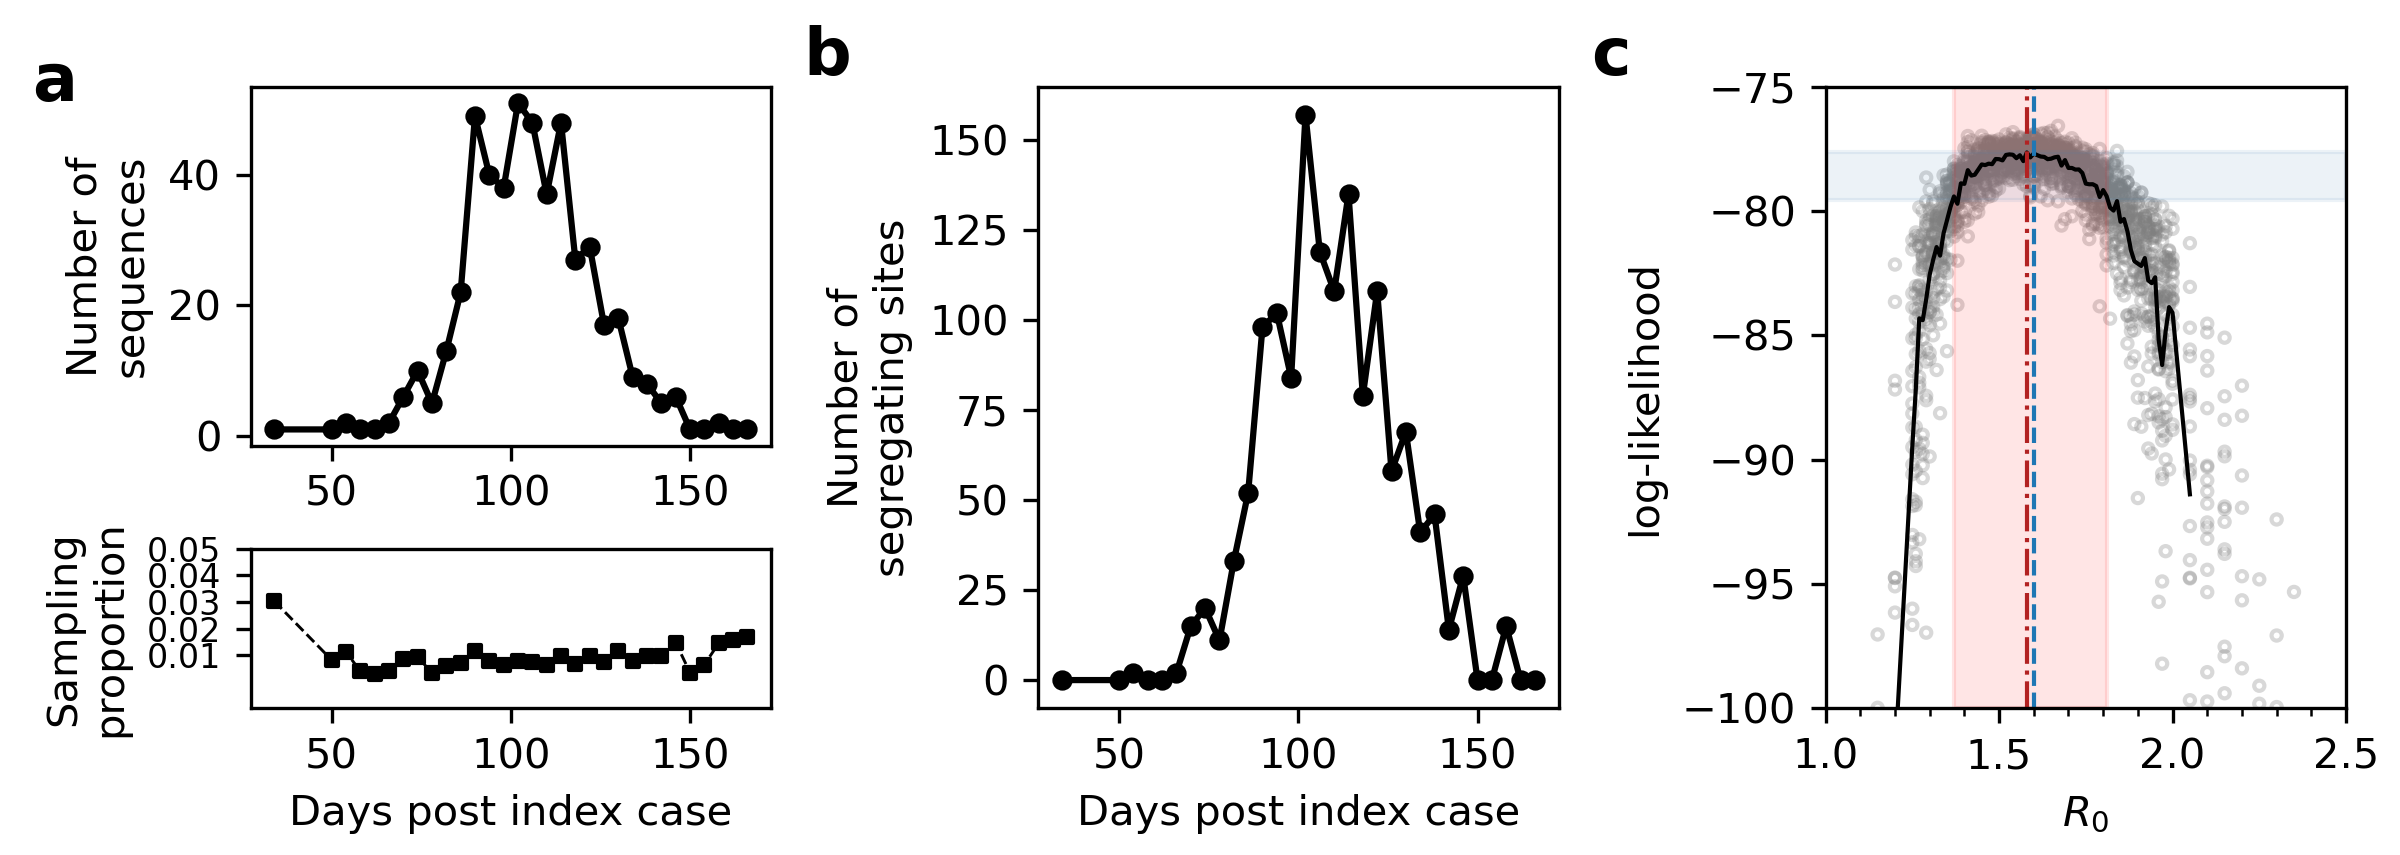 a
Number of
sequences
40
20
0
50 100 150
Sampling
proportion
0.05
0.04
0.03
0.02
0.01
50 100 150
Days post index case
b
Number of
segregating sites
150
125
100
75
50
25
0
50 100 150
Days post index case
c
log-likelihood
−75
−80
−85
−90
−95
−100
1.0 1.5 2.0 2.5
R₀